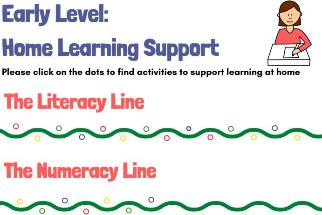 Early Level:
Home Learning Support
Please click on the dots to find activities to support learning at home
The Literacy Line
The Numeracy Line